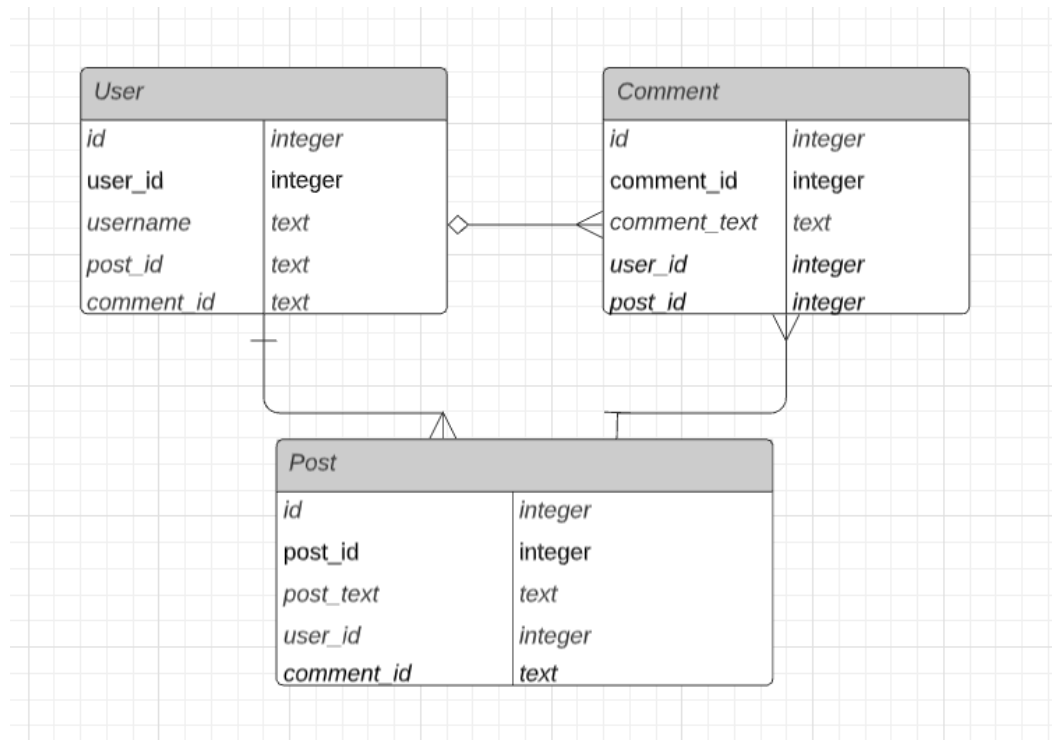 User
id integer
user_id integer
username text
post_id text
comment_id text
Comment
id integer
comment_id integer
comment_text text
user_id integer
post_id integer
Post
id integer
post_id integer
post_text text
user_id integer
comment_id text